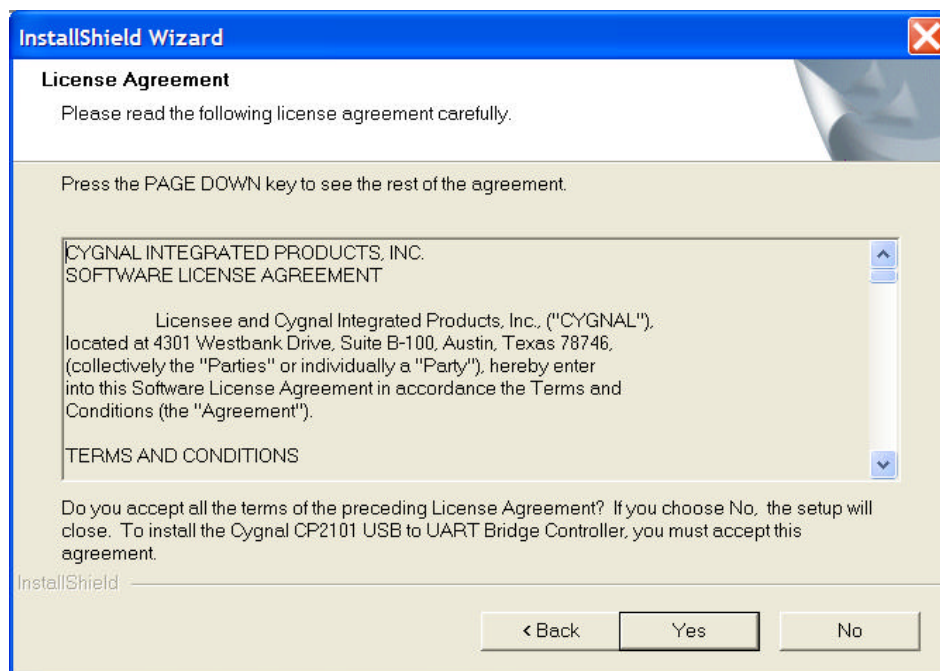 InstallShield Wizard
License Agreement
Please read the following license agreement carefully.
Press the PAGE DOWN key to see the rest of the agreement.
CYGNAL INTEGRATED PRODUCTS, INC.
SOFTWARE LICENSE AGREEMENT
Licensee and Cygnal Integrated Products, Inc., ("CYGNAL"),
located at 4301 Westbank Drive, Suite B-100, Austin, Texas 78746,
(collectively the "Parties" or individually a "Party"), hereby enter
into this Software License Agreement in accordance the Terms and
Conditions (the "Agreement").
TERMS AND CONDITIONS
Do you accept all the terms of the preceding License Agreement? If you choose No, the setup will
close. To install the Cygnal CP2101 USB to UART Bridge Controller, you must accept this
agreement.
InstallShield
< Back Yes No